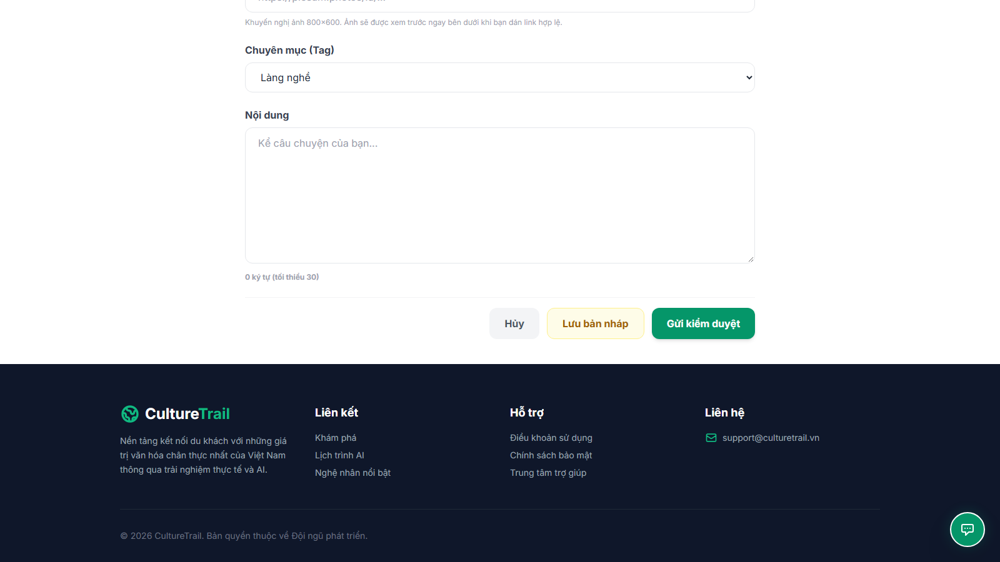 Khuyến nghị ảnh 800×600. Ảnh sẽ được xem trước ngay bên dưới khi bạn dán link hợp lệ.
Chuyên mục (Tag)
Làng nghề
Nội dung
Kể câu chuyện của bạn...
0 ký tự (tối thiểu 30)
Hủy
Lưu bản nháp
Gửi kiểm duyệt
CultureTrail
Nền tảng kết nối du khách với những giá
trị văn hóa chân thực nhất của Việt Nam
thông qua trải nghiệm thực tế và AI.
Liên kết
Khám phá
Lịch trình AI
Nghệ nhân nổi bật
Hỗ trợ
Điều khoản sử dụng
Chính sách bảo mật
Trung tâm trợ giúp
Liên hệ
support@culturetrail.vn
© 2026 CultureTrail. Bản quyền thuộc về Đội ngũ phát triển.